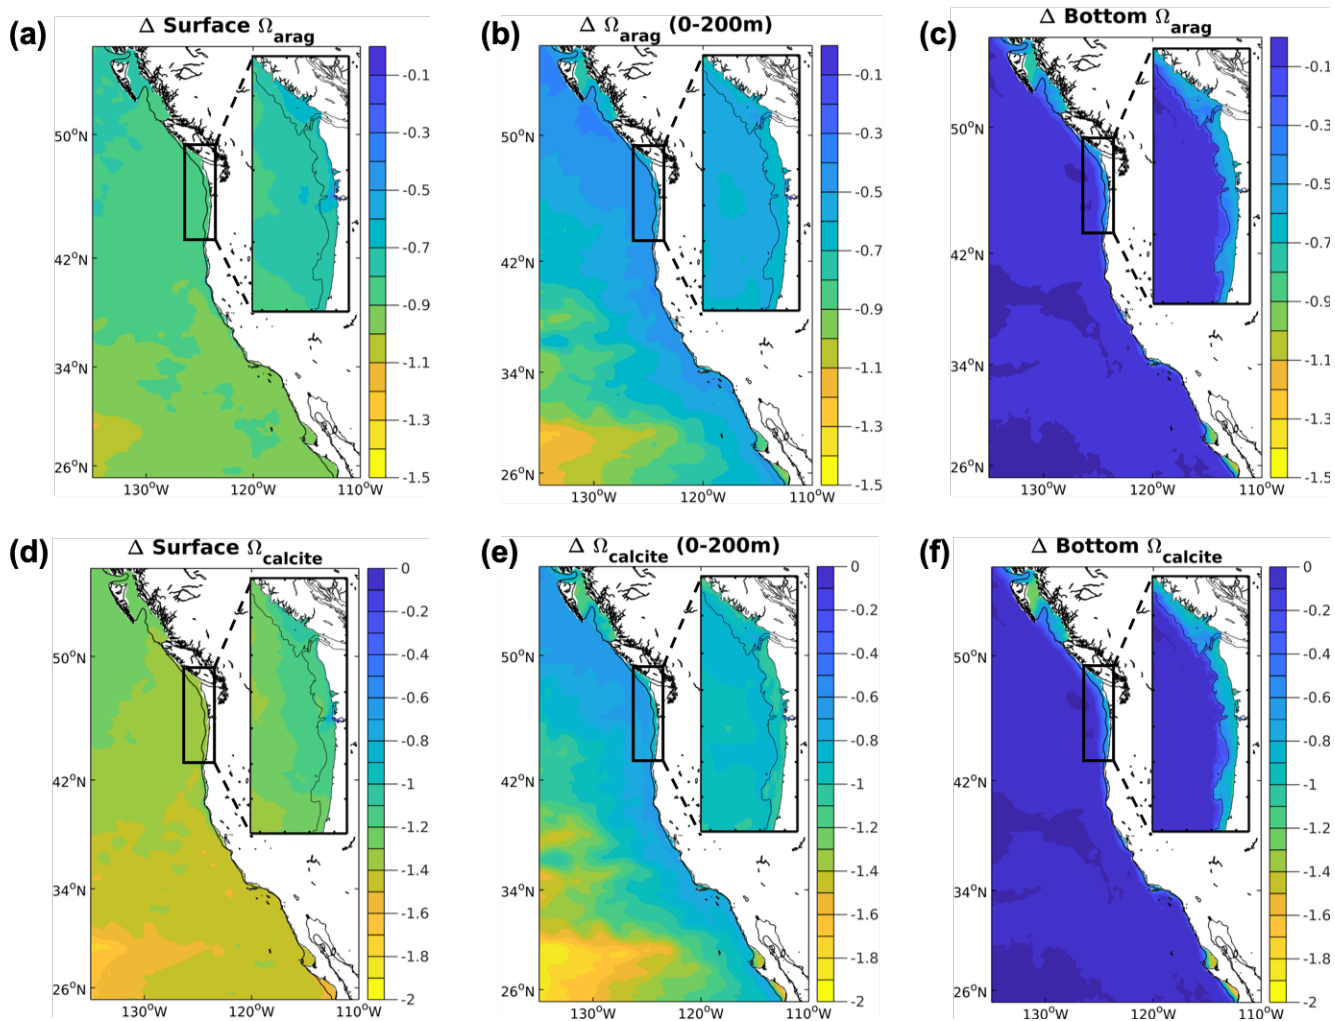 (a) Δ Surface Ω_arag
50°N
42°N
34°N
26°N
130°W 120°W 110°W
-0.1
-0.3
-0.5
-0.7
-0.9
-1.1
-1.3
-1.5
(b) Δ Ω_arag (0-200m)
50°N
42°N
34°N
26°N
130°W 120°W 110°W
-0.1
-0.3
-0.5
-0.7
-0.9
-1.1
-1.3
-1.5
(c) Δ Bottom Ω_arag
50°N
42°N
34°N
26°N
130°W 120°W 110°W
-0.1
-0.3
-0.5
-0.7
-0.9
-1.1
-1.3
-1.5
(d) Δ Surface Ω_calcite
50°N
42°N
34°N
26°N
130°W 120°W 110°W
0
-0.2
-0.4
-0.6
-0.8
-1
-1.2
-1.4
-1.6
-1.8
-2
(e) Δ Ω_calcite (0-200m)
50°N
42°N
34°N
26°N
130°W 120°W 110°W
0
-0.2
-0.4
-0.6
-0.8
-1
-1.2
-1.4
-1.6
-1.8
-2
(f) Δ Bottom Ω_calcite
50°N
42°N
34°N
26°N
130°W 120°W 110°W
0
-0.2
-0.4
-0.6
-0.8
-1
-1.2
-1.4
-1.6
-1.8
-2